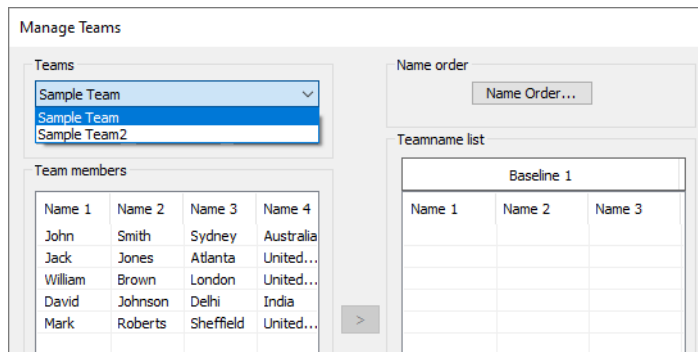 Manage Teams
Teams
Sample Team
Sample Team
Sample Team2
Name order
Name Order...
Team members
Name 1 Name 2 Name 3 Name 4
John Smith Sydney Australia
Jack Jones Atlanta United...
William Brown London United...
David Johnson Delhi India
Mark Roberts Sheffield United...
>
Teamname list
Baseline 1
Name 1 Name 2 Name 3